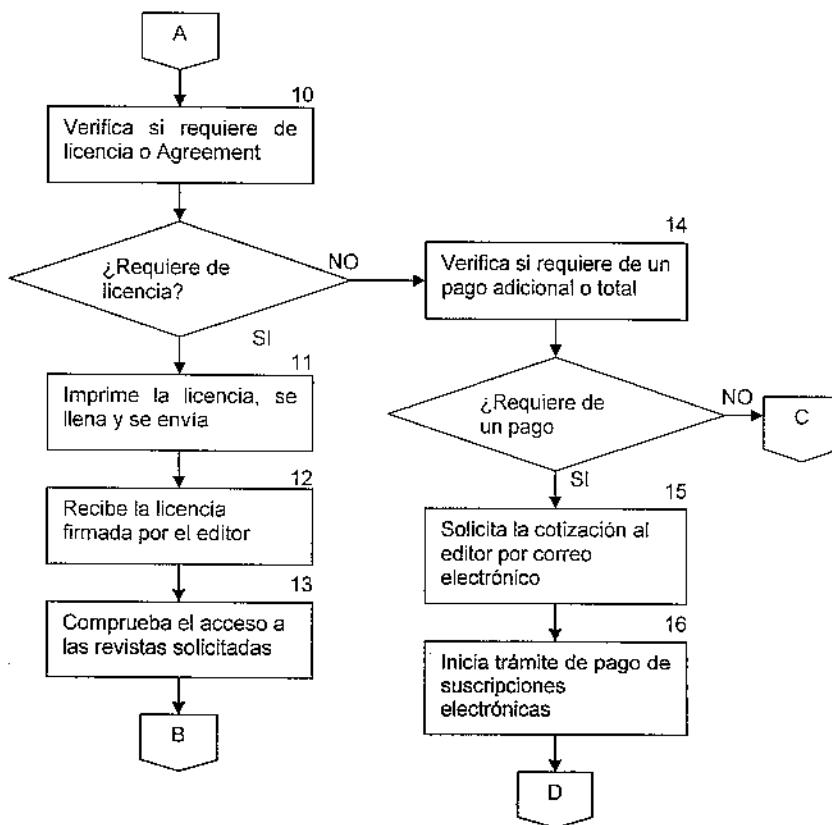 A
10
Verifica si requiere de
licencia o Agreement
¿Requiere de
licencia?
NO
SI
11
Imprime la licencia, se
llena y se envía
12
Recibe la licencia
firmada por el editor
13
Comprueba el acceso a
las revistas solicitadas
B
14
Verifica si requiere de un
pago adicional o total
¿Requiere de
un pago
NO
C
SI
15
Solicita la cotización al
editor por correo
electrónico
16
Inicia trámite de pago de
suscripciones
electrónicas
D